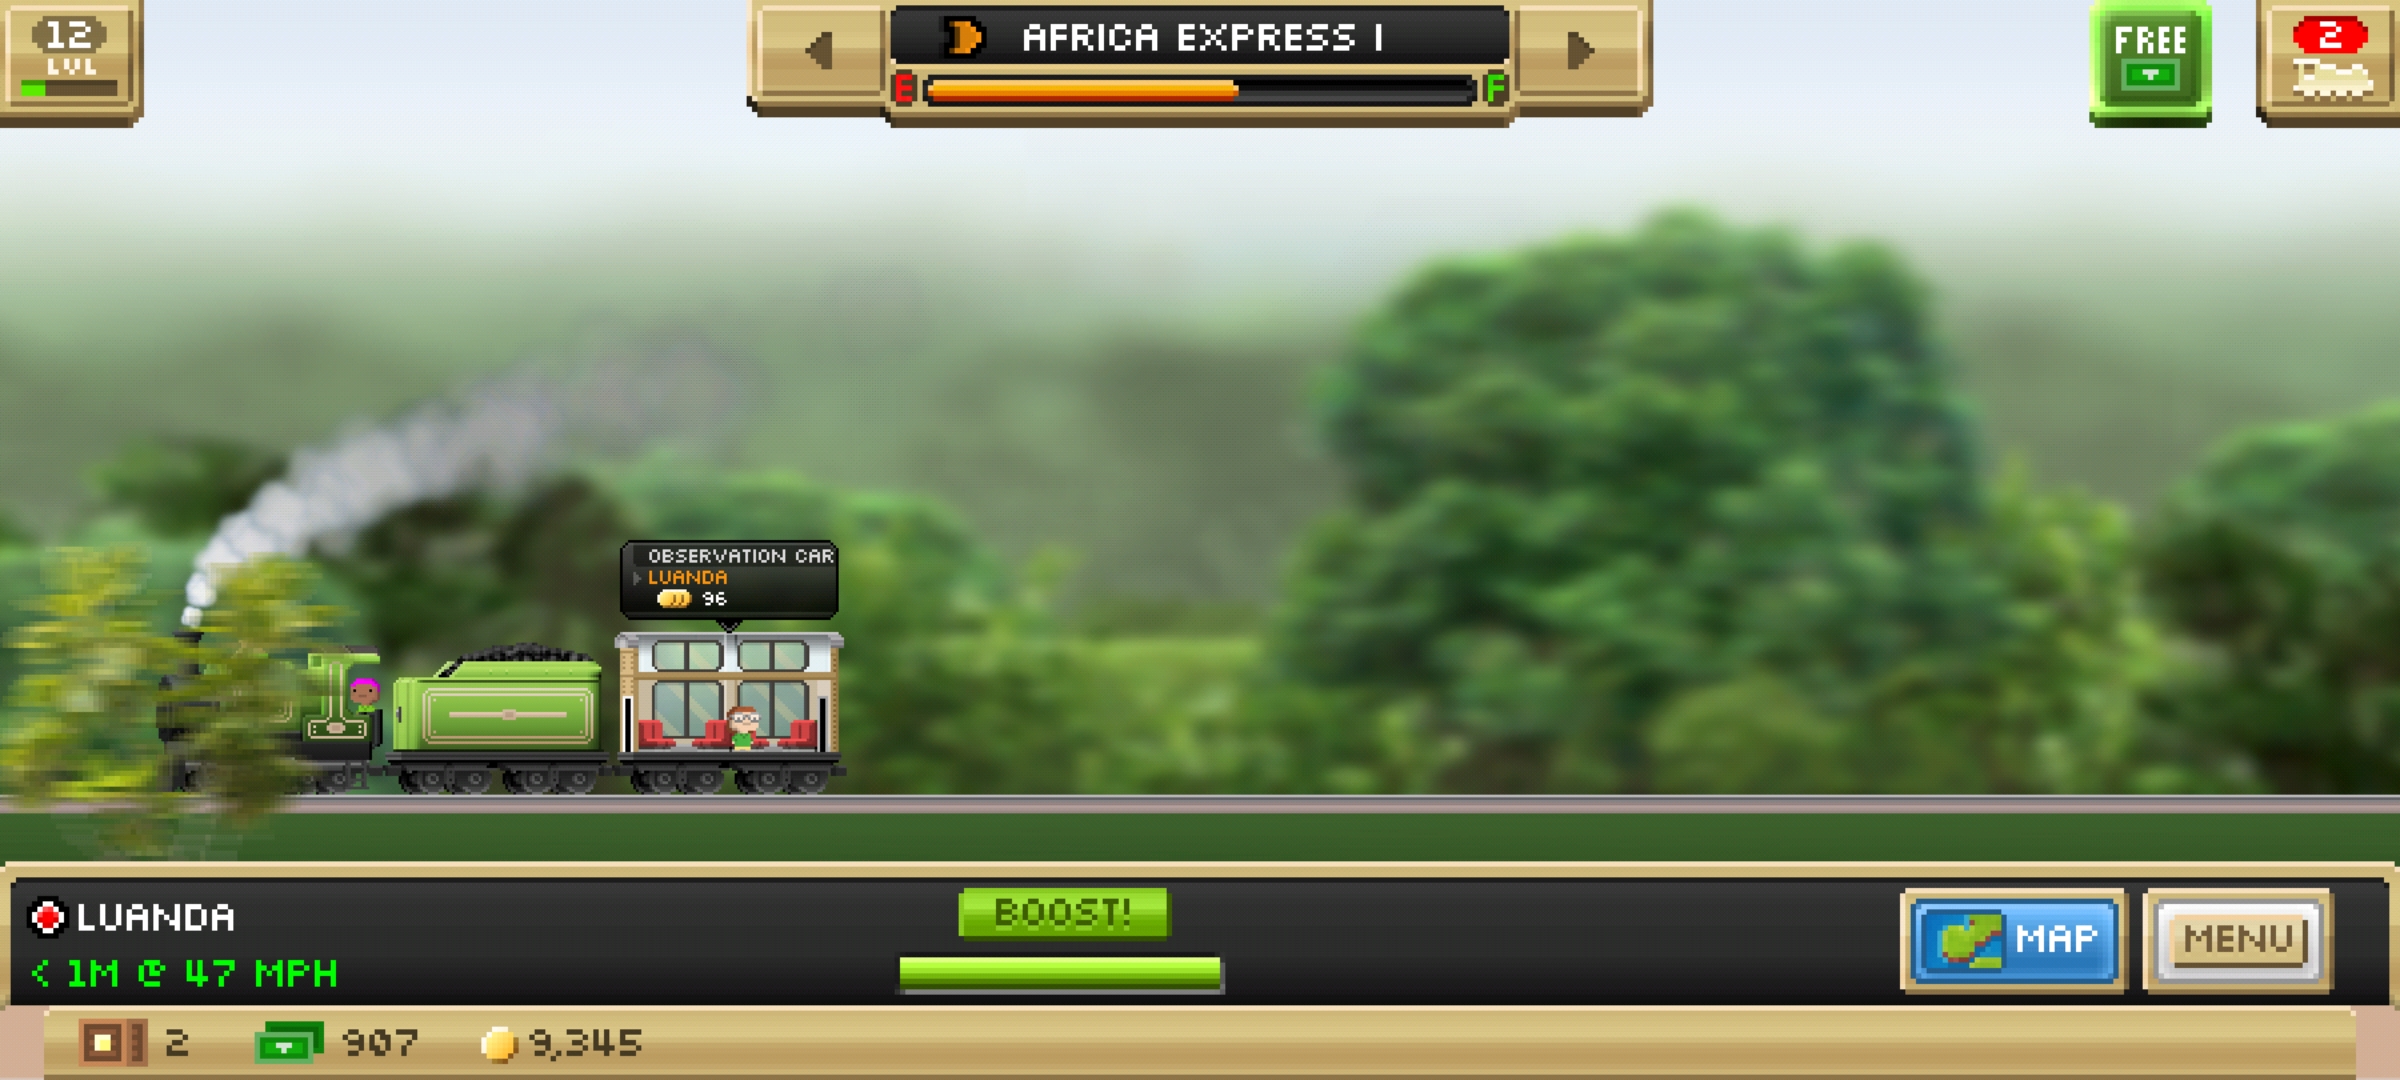 12
LVL
AFRICA EXPRESS I
E F
FREE
2
OBSERVATION CAR
LUANDA
96
LUANDA
< 1M @ 47 MPH
BOOST!
MAP
MENU
2
907
9,345